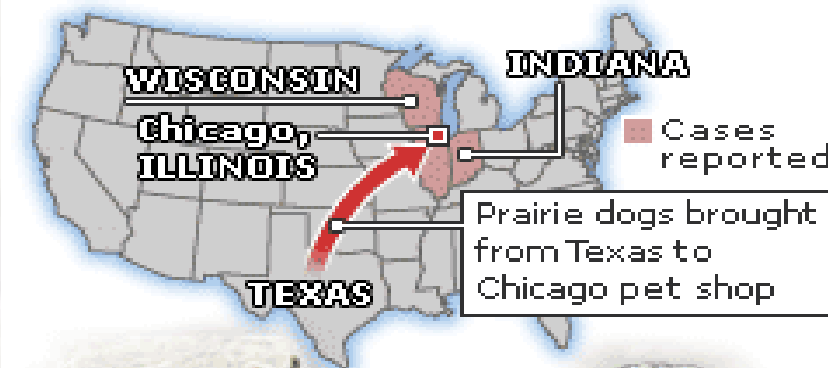 INDIANA
WISCONSIN
Chicago,
ILLINOIS
Cases
reported
Prairie dogs brought
from Texas to
Chicago pet shop
TEXAS